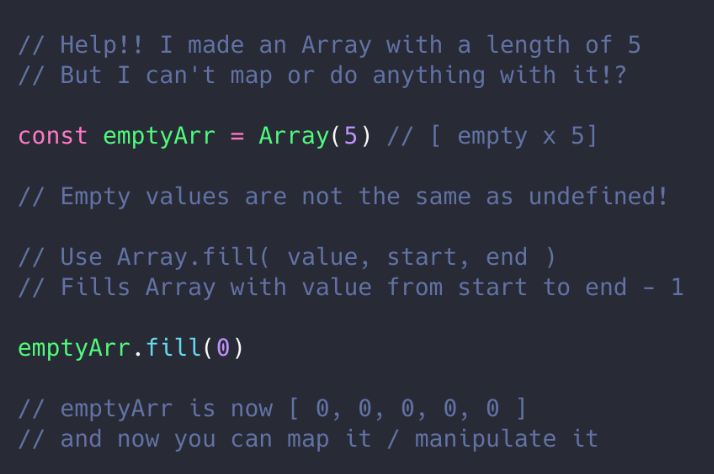 // Help!! I made an Array with a length of 5
// But I can't map or do anything with it!?
const emptyArr = Array(5) // [ empty x 5]
// Empty values are not the same as undefined!
// Use Array.fill( value, start, end )
// Fills Array with value from start to end - 1
emptyArr.fill(0)
// emptyArr is now [ 0, 0, 0, 0, 0 ]
// and now you can map it / manipulate it